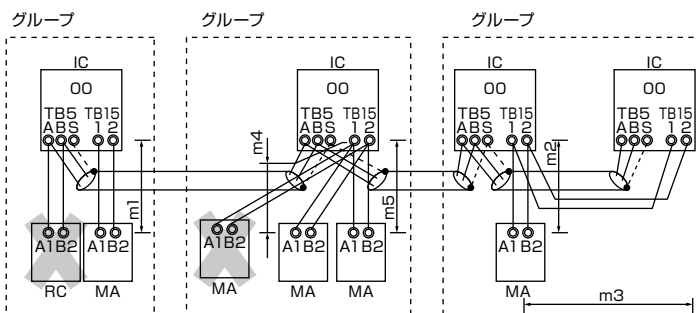 グループ グループ グループ
IC IC IC IC
00 00 00 00
TB5 TB15 TB5 TB15 TB5 TB15 TB5 TB15
A B S 1 2 A B S 1 2 A B S 1 2 A B S 1 2
m1 m4 m5 m2
A1 B2 A1 B2 A1 B2 A1 B2 A1 B2 A1 B2
RC MA MA MA MA MA
m3